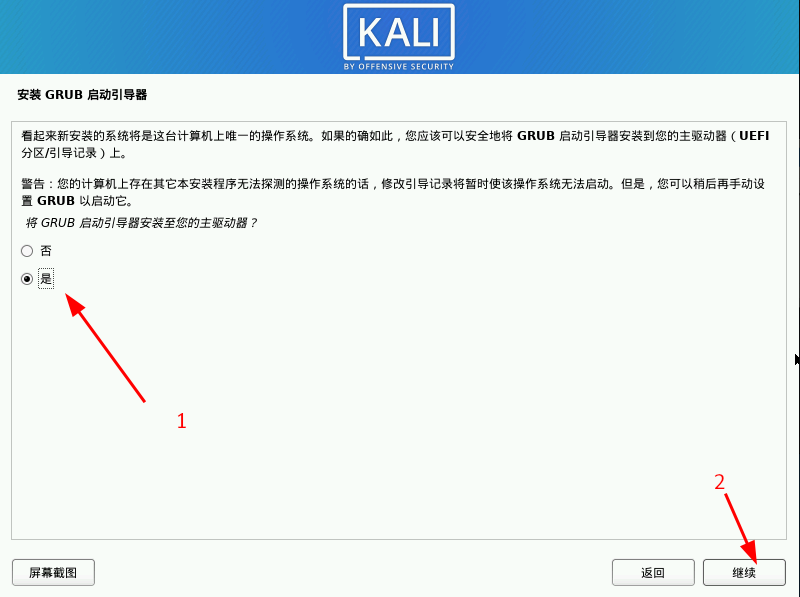 KALI
BY OFFENSIVE SECURITY
安装 GRUB 启动引导器
看起来新安装的系统将是这台计算机上唯一的操作系统。如果的确如此，您应该可以安全地将 GRUB 启动引导器安装到您的主驱动器（UEFI
分区/引导记录）上。
警告：您的计算机上存在其它本安装程序无法探测的操作系统的话，修改引导记录将暂时使该操作系统无法启动。但是，您可以稍后再手动设
置 GRUB 以启动它。
将 GRUB 启动引导器安装至您的主驱动器？
否
是
1
2
屏幕截图
返回
继续